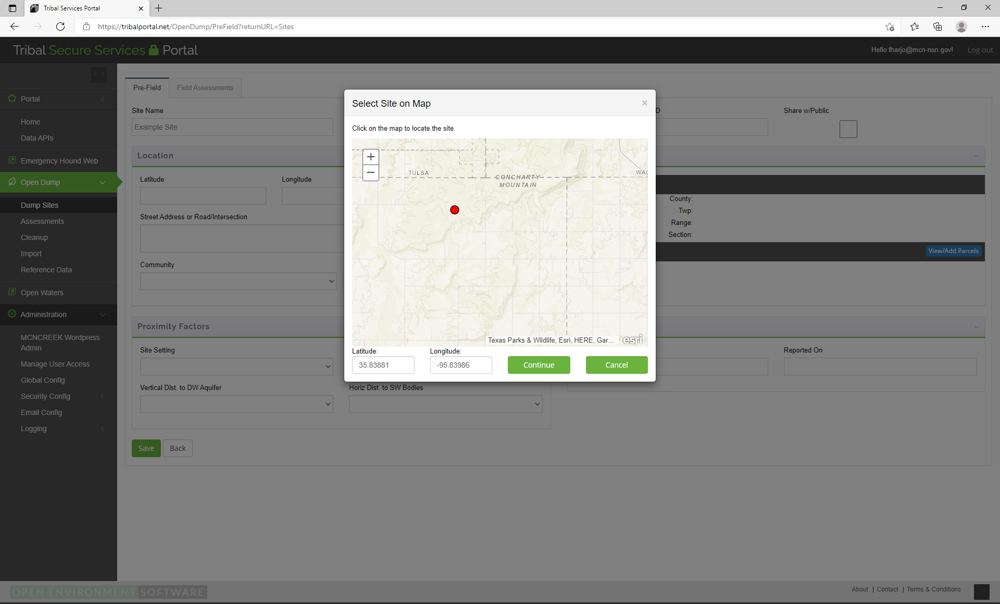 Tribal Services Portal
https://tribalportal.net/OpenDump/PreField?returnURL=Sites
Tribal Secure Services Portal
Hello fharjo@mcn-nsn.gov!
Log out
Portal
Home
Data APIs
Emergency Hound Web
Open Dump
Dump Sites
Assessments
Cleanup
Import
Reference Data
Open Waters
Administration
MCNCREEK Wordpress
Admin
Manage User Access
Global Config
Security Config
Email Config
Logging
Pre-Field
Field Assessments
Site Name
Example Site
D
Share w/Public
Location
Latitude
Longitude
Street Address or Road/Intersection
Community
County:
Twp:
Range:
Section:
View/Add Parcels
Proximity Factors
Site Setting
Vertical Dist. to DW Aquifer
Horiz Dist. to SW Bodies
Reported On
Save
Back
Select Site on Map
×
Click on the map to locate the site.
+
−
TULSA
CONCHARTY
MOUNTAIN
WAG
Texas Parks & Wildlife, Esri, HERE, Gar...
esri
Latitude:
Longitude:
35.83881
-95.83986
Continue
Cancel
OPEN ENVIRONMENT SOFTWARE
About | Contact | Terms & Conditions